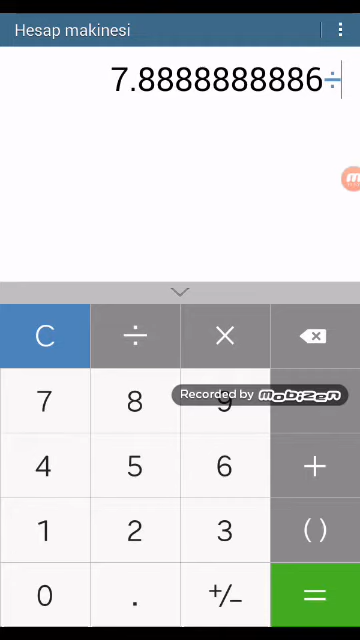 Hesap makinesi
7.8888888886÷
C ÷ × 
7 8 9
Recorded by mobizen
4 5 6 +
1 2 3 ()
0 . +/- =